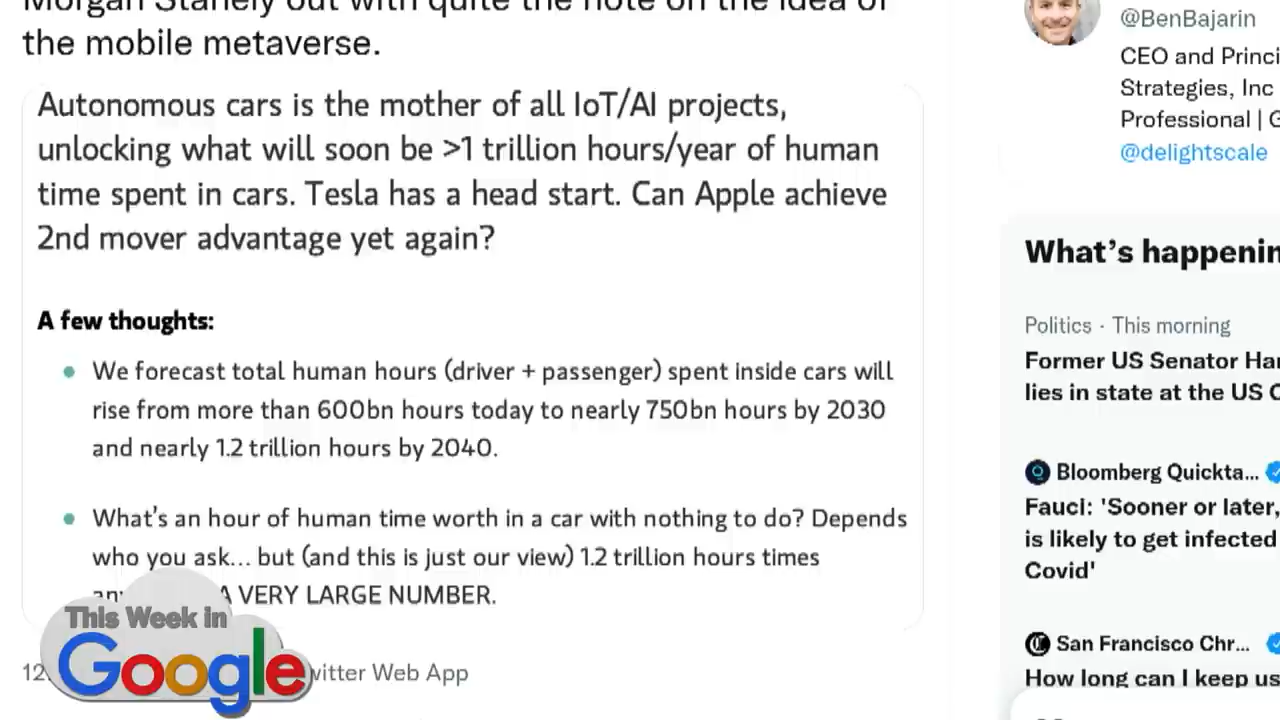 Morgan Stanely out with quite the note on the idea of
the mobile metaverse.
Autonomous cars is the mother of all IoT/AI projects,
unlocking what will soon be >1 trillion hours/year of human
time spent in cars. Tesla has a head start. Can Apple achieve
2nd mover advantage yet again?
A few thoughts:
We forecast total human hours (driver + passenger) spent inside cars will
rise from more than 600bn hours today to nearly 750bn hours by 2030
and nearly 1.2 trillion hours by 2040.
What's an hour of human time worth in a car with nothing to do? Depends
who you ask... but (and this is just our view) 1.2 trillion hours times
A VERY LARGE NUMBER.
12
Twitter Web App
This Week in
Google
@BenBajarin
CEO and Princi
Strategies, Inc
Professional | G
@delightscale
What's happenin
Politics · This morning
Former US Senator Har
lies in state at the US C
Bloomberg Quickta...
Fauci: 'Sooner or later,
is likely to get infected
Covid'
San Francisco Chr...
How long can I keep us